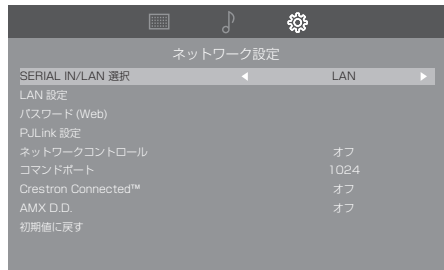 ネットワーク設定
SERIAL IN/LAN 選択 LAN
LAN 設定
パスワード (Web)
PJLink 設定
ネットワークコントロール オフ
コマンドポート 1024
Crestron Connected™ オフ
AMX D.D. オフ
初期値に戻す